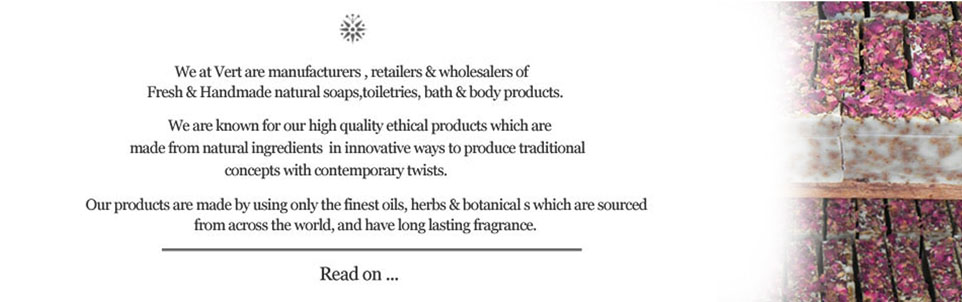 We at Vert are manufacturers , retailers & wholesalers of
Fresh & Handmade natural soaps,toiletries, bath & body products.
We are known for our high quality ethical products which are
made from natural ingredients  in innovative ways to produce traditional
concepts with contemporary twists.
Our products are made by using only the finest oils, herbs & botanical s which are sourced
from across the world, and have long lasting fragrance.
Read on ...